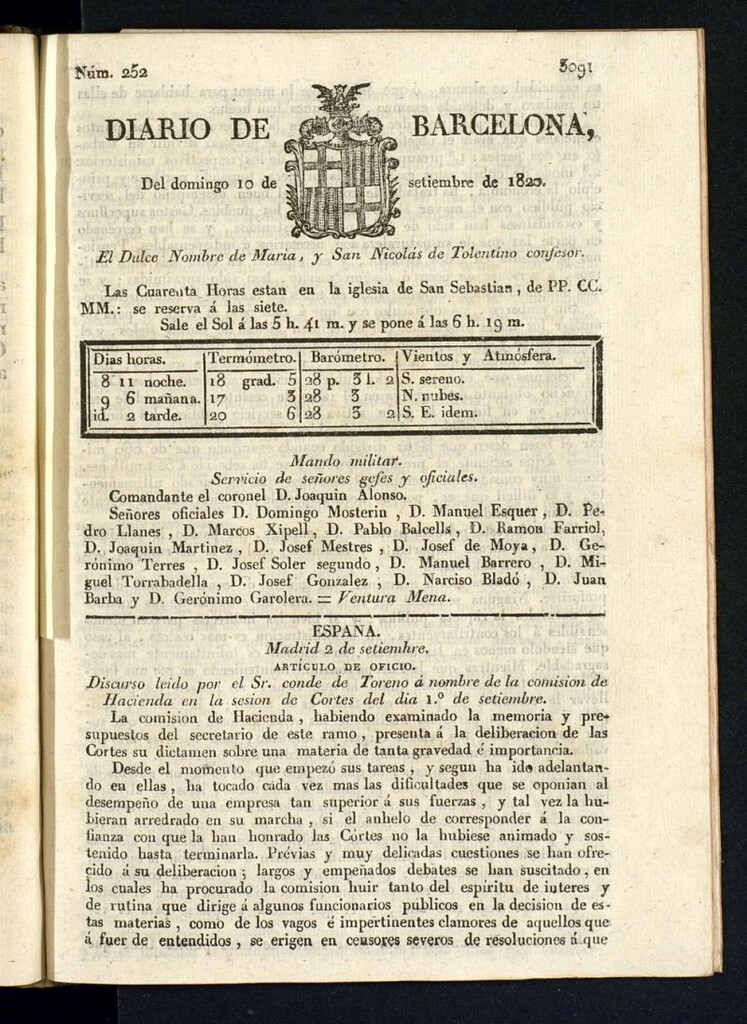 Núm. 252 3091
DIARIO DE BARCELONA,
Del domingo 10 de setiembre de 1820.
El Dulce Nombre de Maria, y San Nicolás de Tolentino confesor.
Las Cuarenta Horas estan en la iglesia de San Sebastian, de PP. CC.
MM.: se reserva á las siete.
Sale el Sol á las 5 h. 41 m. y se pone á las 6 h. 19 m.
Dias horas. Termómetro. Barómetro. Vientos y Atmósfera.
8 11 noche. 18 grad. 5 28 p. 3 l. 2 S. sereno.
9 6 mañana. 17 3 28 3 N. nubes.
id. 2 tarde. 20 6 28 3 2 S. E. idem.
Mando militar.
Servicio de señores gefes y oficiales.
Comandante el coronel D. Joaquin Alonso.
Señores oficiales D. Domingo Mosterin, D. Manuel Esquer, D. Pe-
dro Llanes, D. Marcos Xipell, D. Pablo Balcells, D. Ramon Farriol,
D. Joaquin Martinez, D. Josef Mestres, D. Josef de Moya, D. Ge-
rónimo Terres, D. Josef Soler segundo, D. Manuel Barrero, D. Mi-
guel Torrabadella, D. Josef Gonzalez, D. Narciso Bladó, D. Juan
Barba y D. Gerónimo Garolera. = Ventura Mena.
ESPAÑA.
Madrid 2 de setiembre.
ARTÍCULO DE OFICIO.
Discurso leido por el Sr. conde de Toreno á nombre de la comision de
Hacienda en la sesion de Cortes del dia 1.º de setiembre.
La comision de Hacienda, habiendo examinado la memoria y pre-
supuestos del secretario de este ramo, presenta á la deliberacion de las
Cortes su dictamen sobre una materia de tanta gravedad é importancia.
Desde el momento que empezó sus tareas, y segun ha ido adelantan-
do en ellas, ha tocado cada vez mas las dificultades que se oponian al
desempeño de una empresa tan superior á sus fuerzas, y tal vez la hu-
bieran arredrado en su marcha, si el anhelo de corresponder á la con-
fianza con que la han honrado las Córtes no la hubiese animado y sos-
tenido hasta terminarla. Prévias y muy delicadas cuestiones se han ofre-
cido á su deliberacion; largos y empeñados debates se han suscitado, en
los cuales ha procurado la comision huir tanto del espíritu de interes y
de rutina que dirige á algunos funcionarios públicos en la decision de es-
tas materias, como de los vagos é impertinentes clamores de aquellos que
á fuer de entendidos, se erigen en censores severos de resoluciones á que